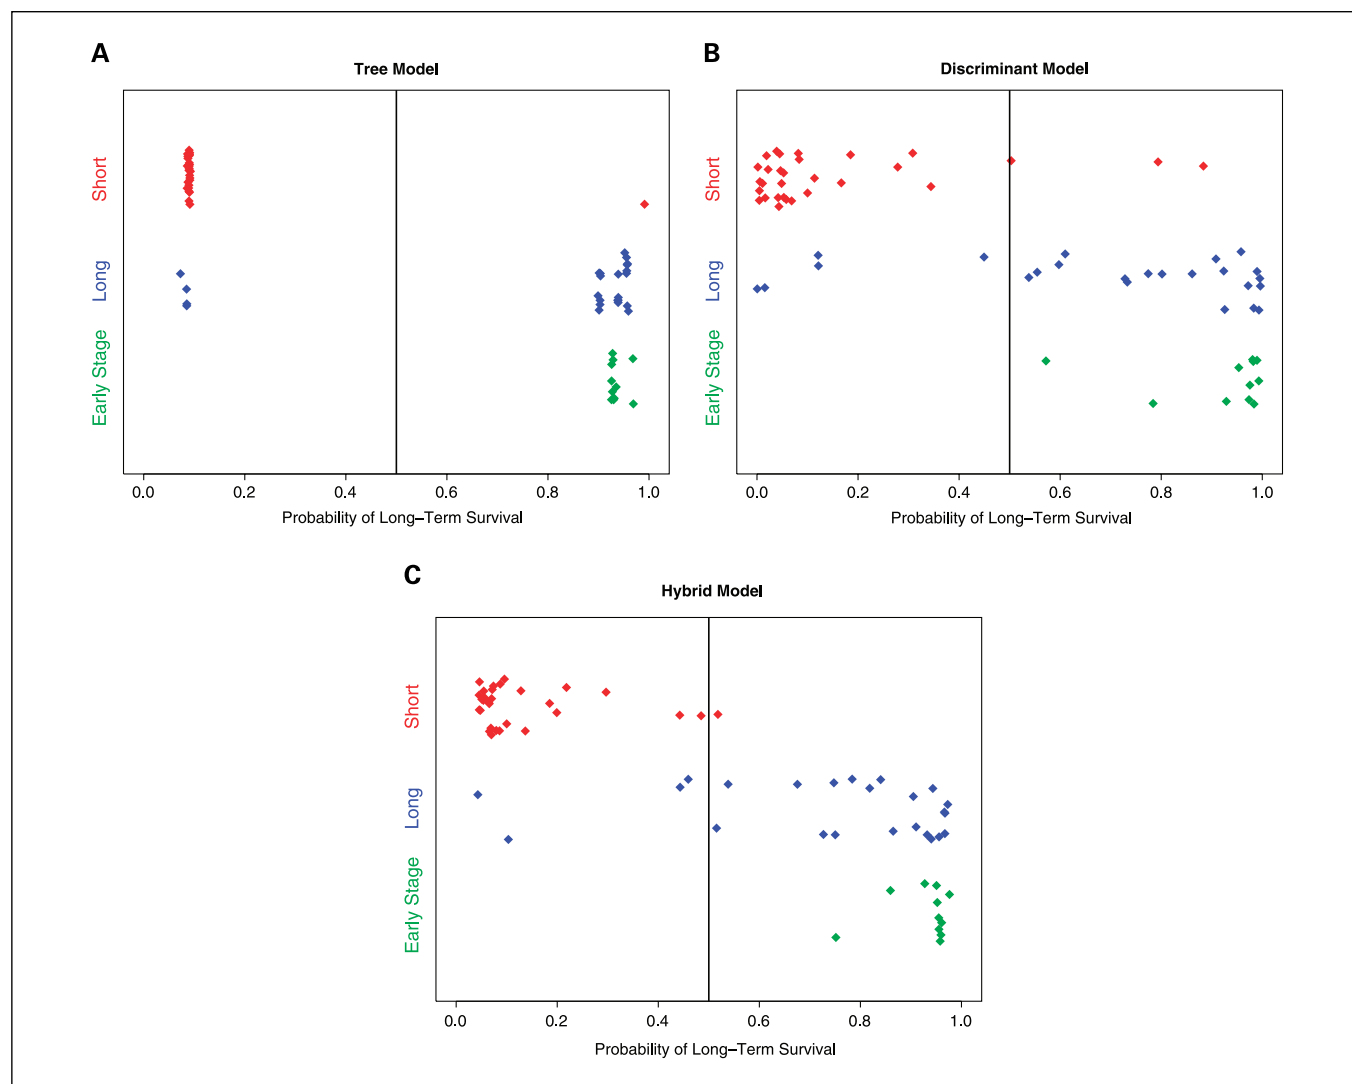 A
Tree Model
Short
Long
Early Stage
0.0 0.2 0.4 0.6 0.8 1.0
Probability of Long–Term Survival
B
Discriminant Model
Short
Long
Early Stage
0.0 0.2 0.4 0.6 0.8 1.0
Probability of Long–Term Survival
C
Hybrid Model
Short
Long
Early Stage
0.0 0.2 0.4 0.6 0.8 1.0
Probability of Long–Term Survival